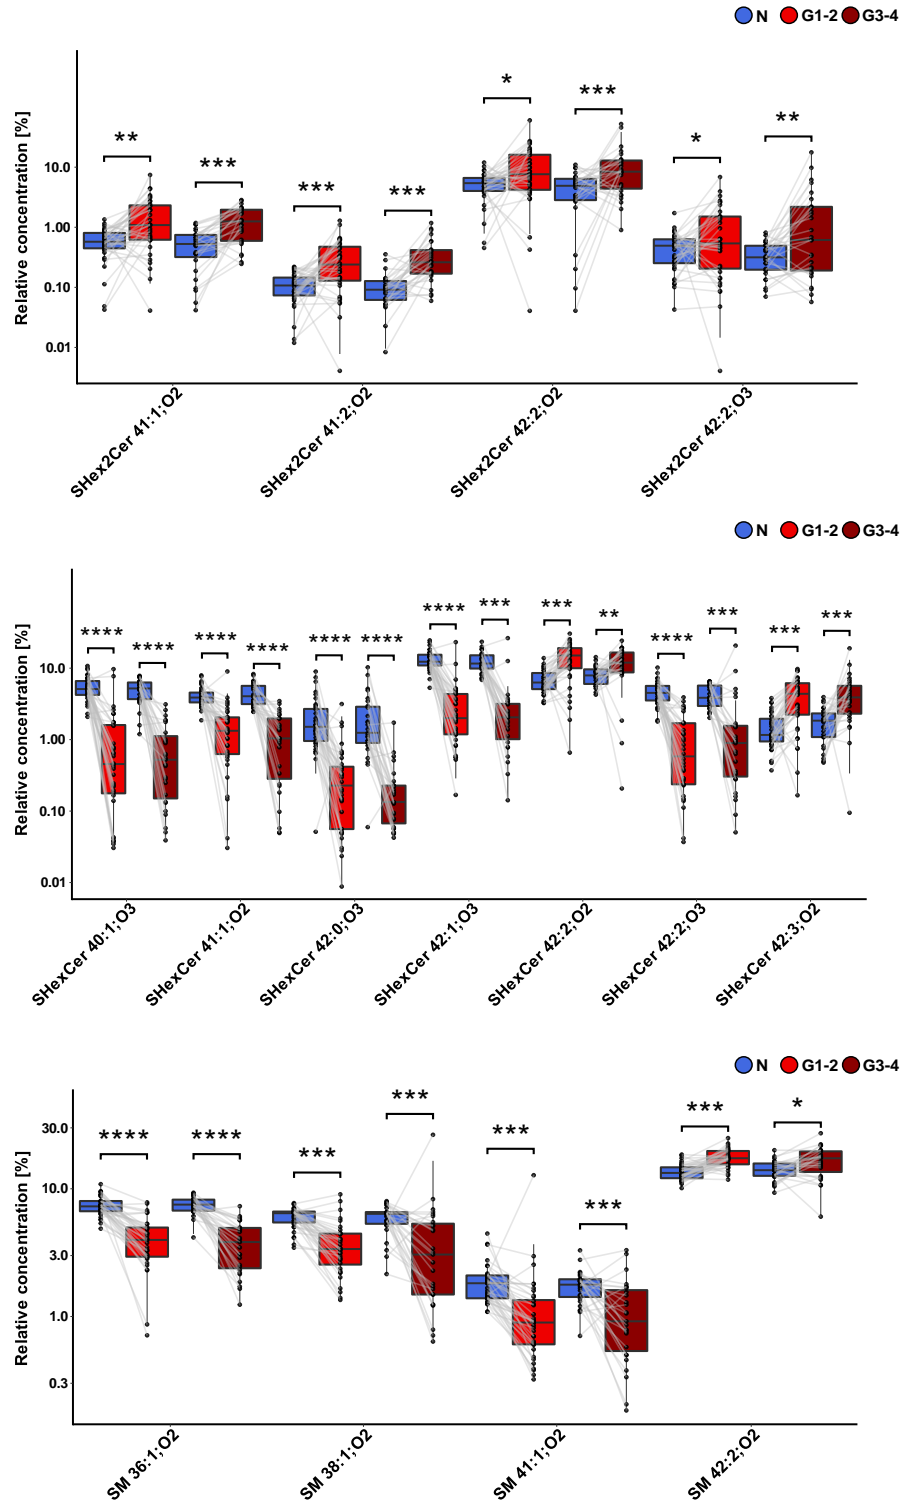 N G1-2 G3-4
Relative concentration [%]
** *** *** *** * *** * **
10.0
1.00
0.10
0.01
SHex2Cer 41:1;O2
SHex2Cer 41:2;O2
SHex2Cer 42:2;O2
SHex2Cer 42:2;O3
N G1-2 G3-4
Relative concentration [%]
**** **** **** **** **** **** **** *** *** ** **** *** *** ***
10.0
1.00
0.10
0.01
SHexCer 40:1;O3
SHexCer 41:1;O2
SHexCer 42:0;O3
SHexCer 42:1;O3
SHexCer 42:2;O2
SHexCer 42:2;O3
SHexCer 42:3;O2
N G1-2 G3-4
Relative concentration [%]
**** **** *** *** *** *** *** *
30.0
10.0
3.0
1.0
0.3
SM 36:1;O2
SM 38:1;O2
SM 41:1;O2
SM 42:2;O2